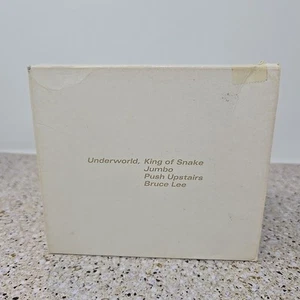 Underworld, King of Snake
Jumbo
Push Upstairs
Bruce Lee